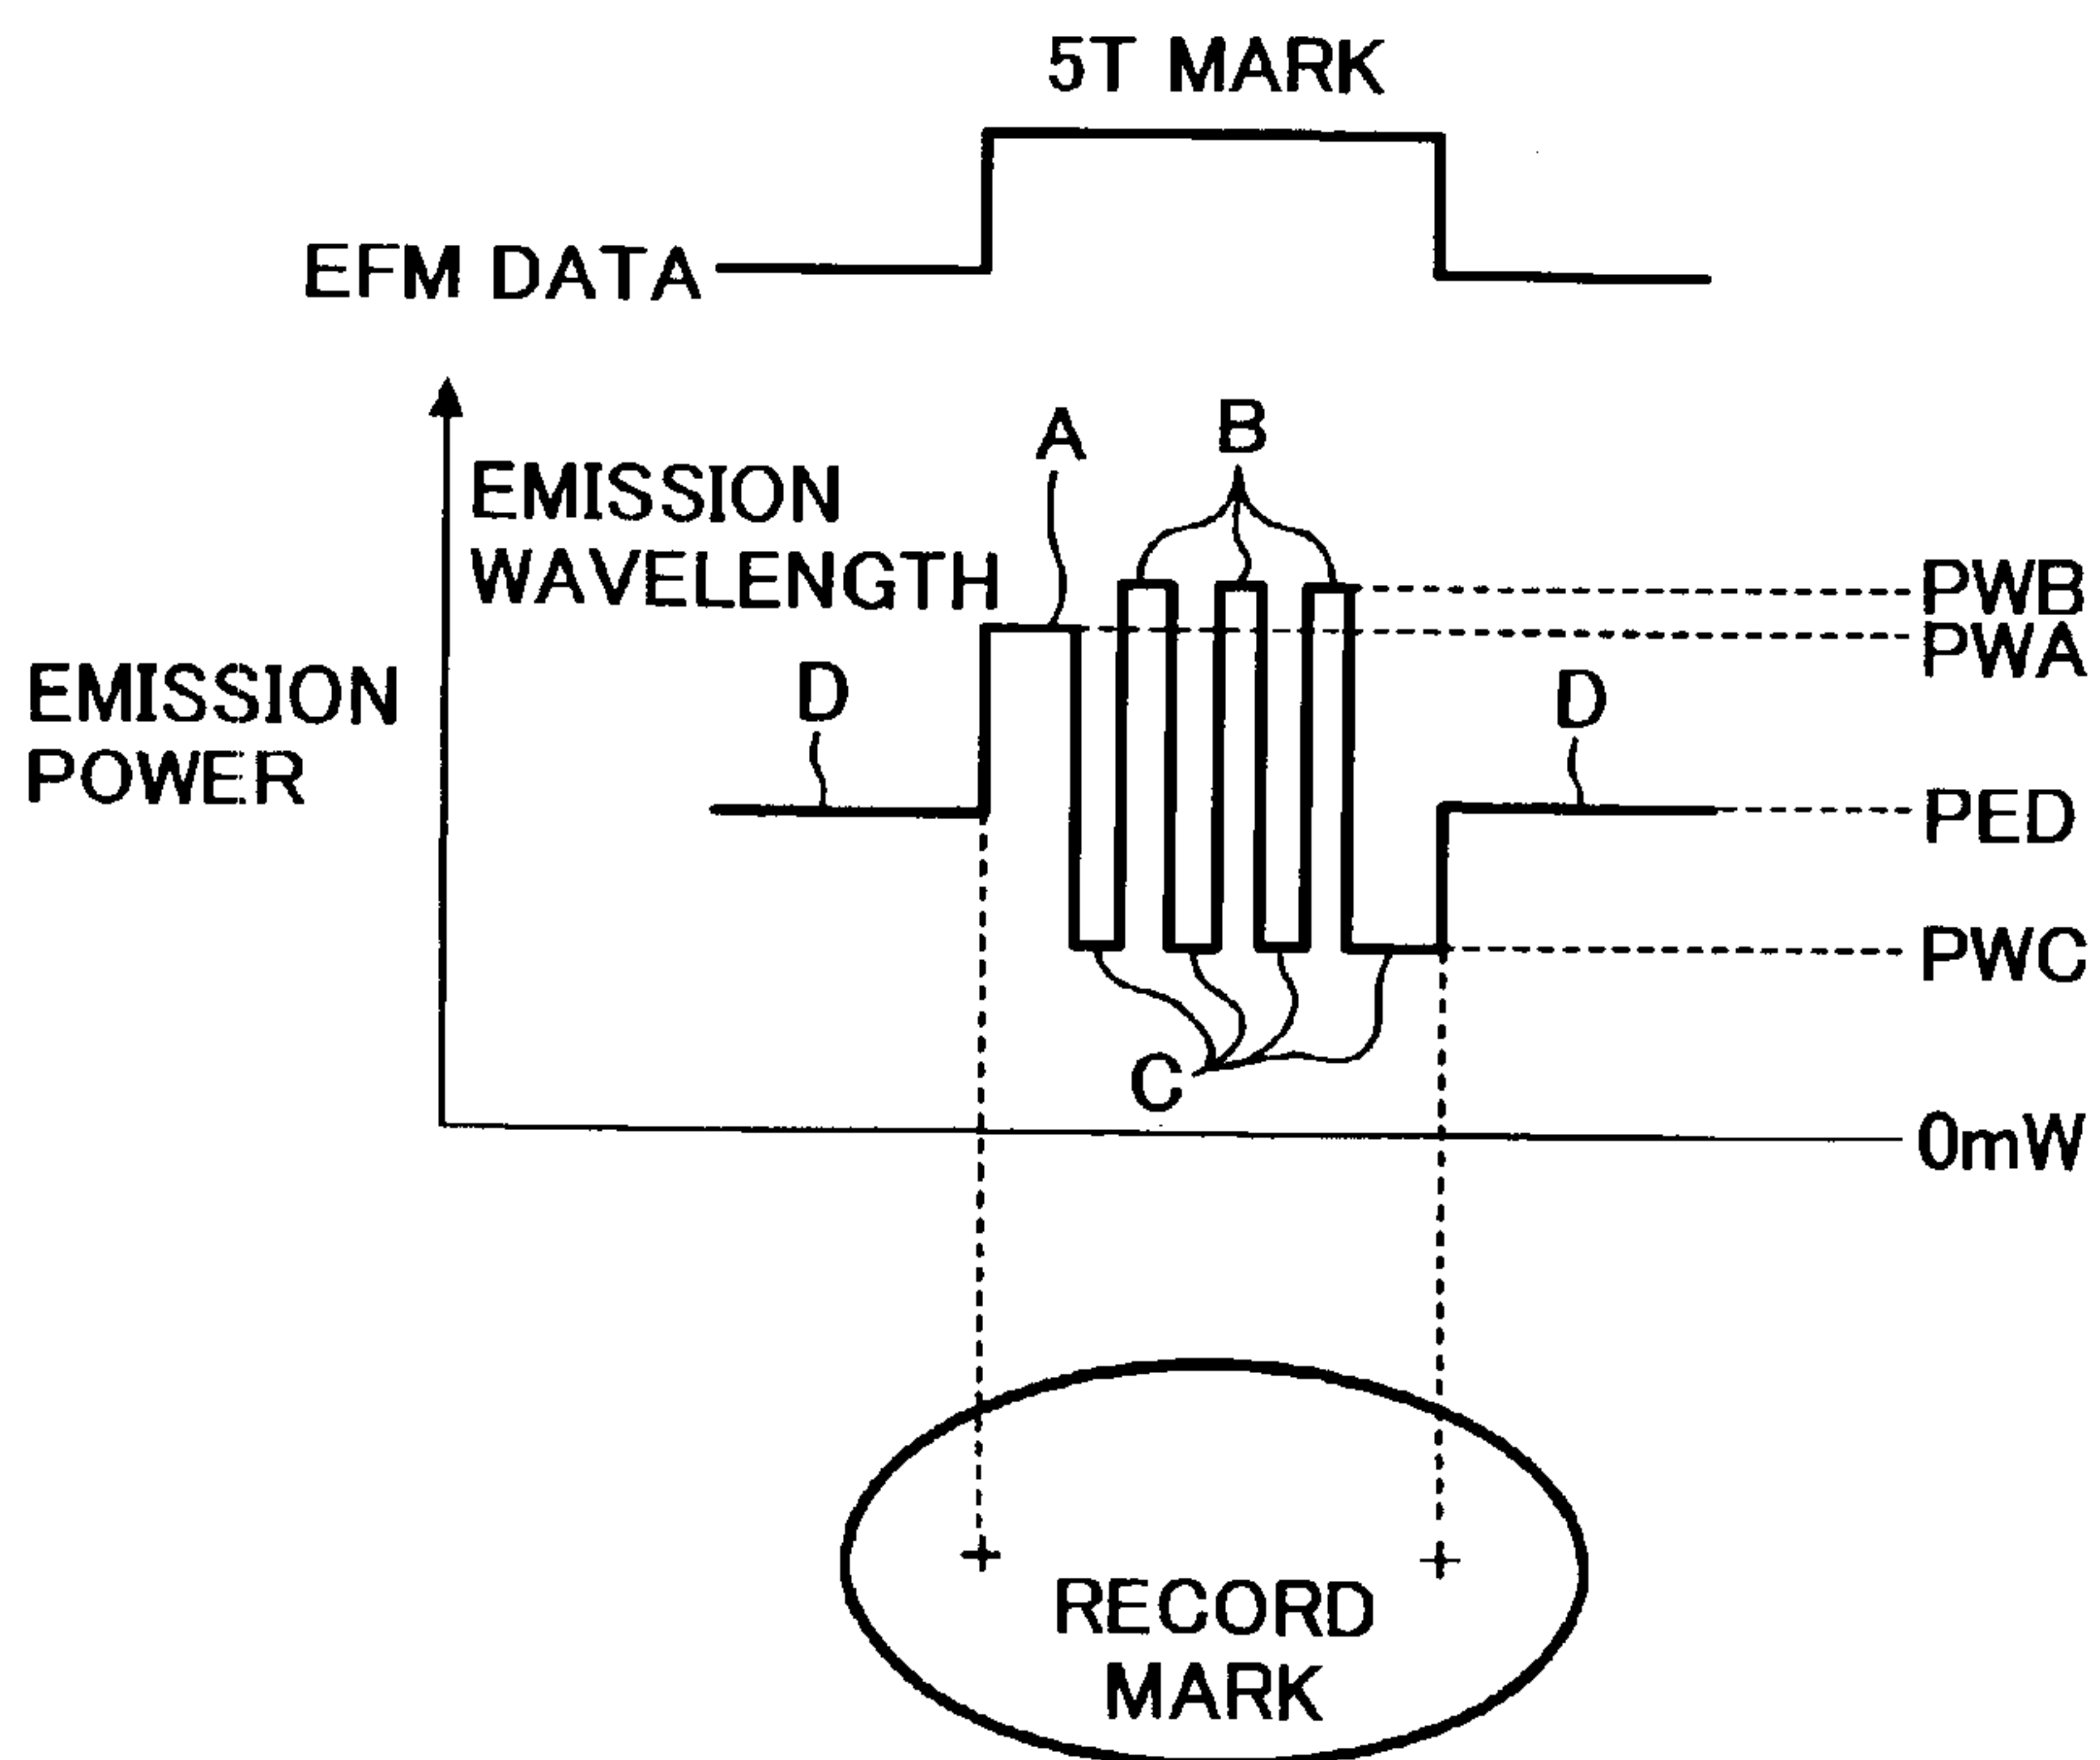 5T MARK
EFM DATA
A
B
EMISSION
WAVELENGTH
PWB
PWA
EMISSION
POWER
D
D
PED
PWC
C
0mW
RECORD
MARK